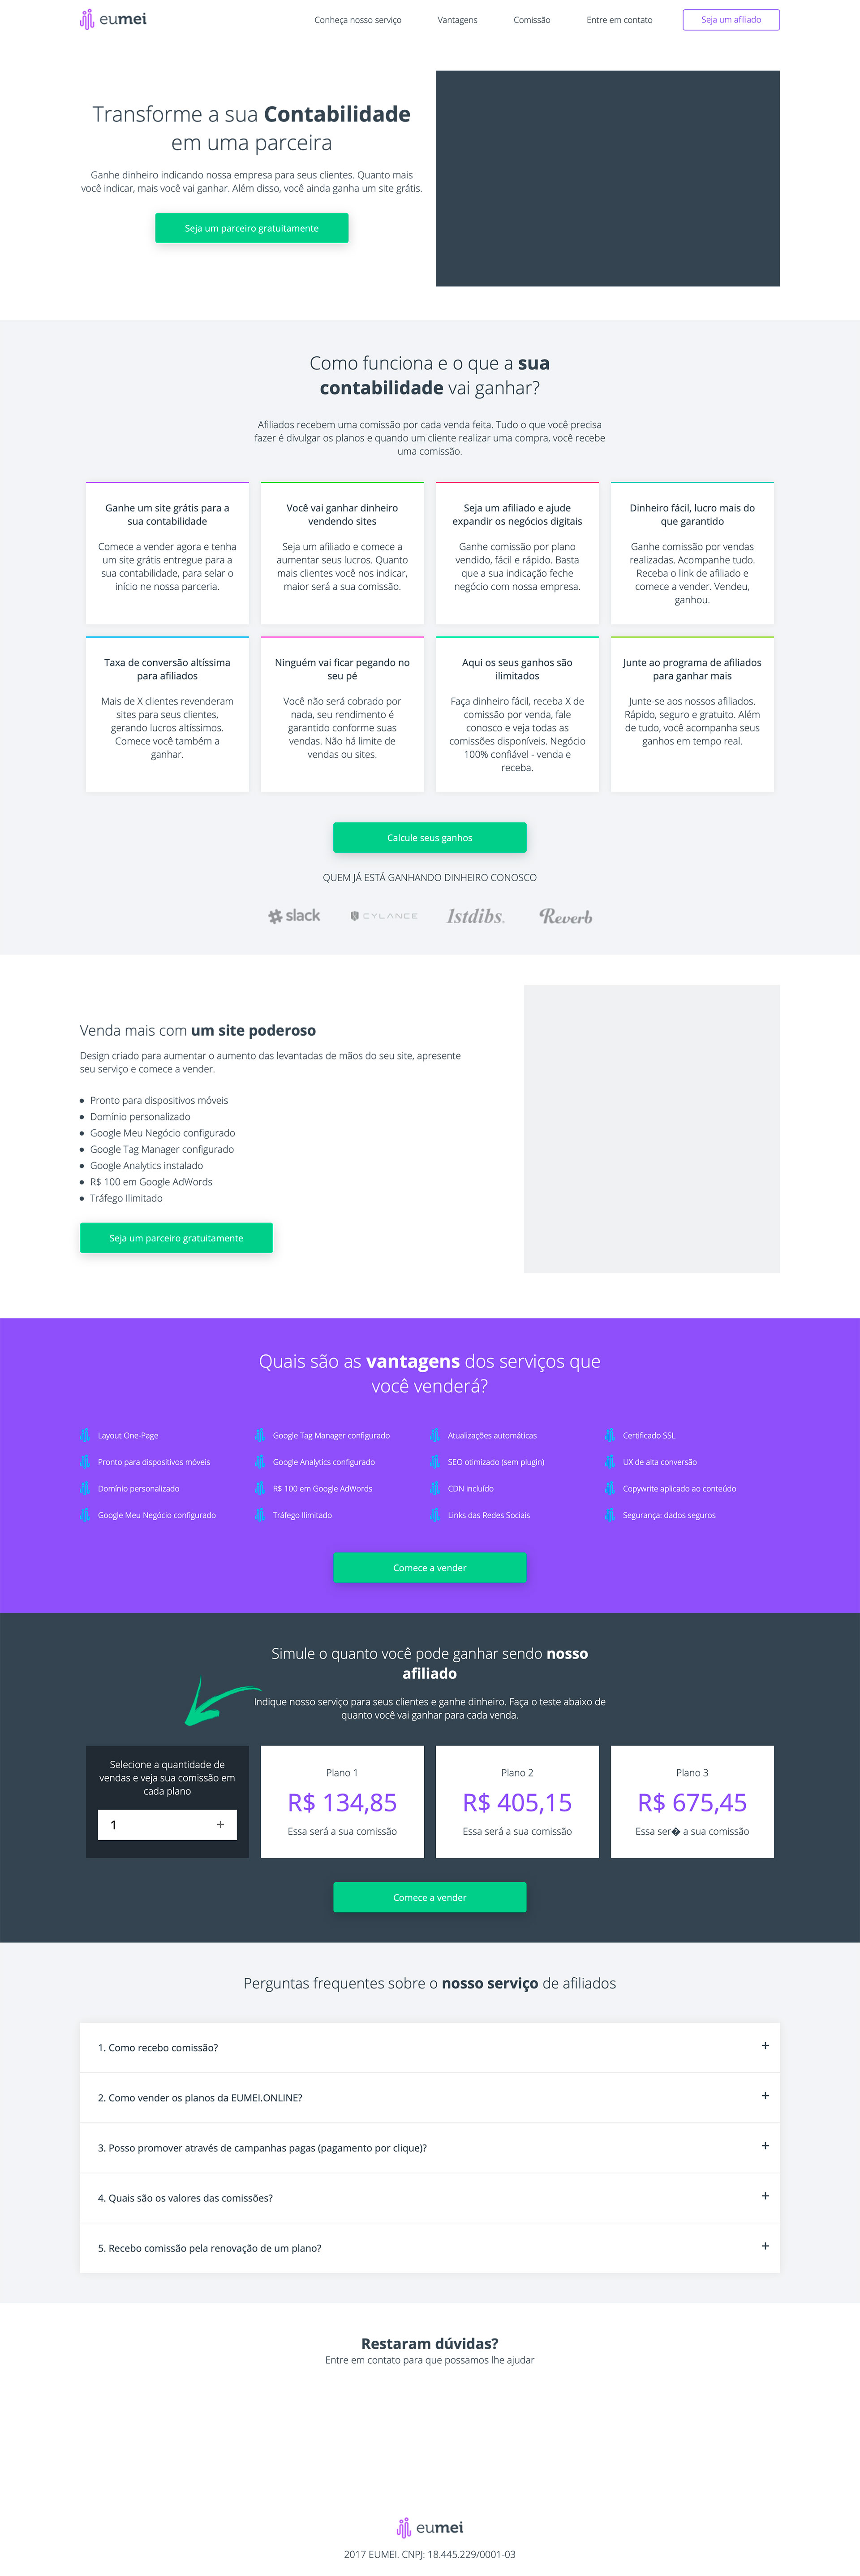 eumei
Conheça nosso serviço
Vantagens
Comissão
Entre em contato
Seja um afiliado
Transforme a sua Contabilidade
em uma parceira
Ganhe dinheiro indicando nossa empresa para seus clientes. Quanto mais
você indicar, mais você vai ganhar. Além disso, você ainda ganha um site grátis.
Seja um parceiro gratuitamente
Como funciona e o que a sua
contabilidade vai ganhar?
Afiliados recebem uma comissão por cada venda feita. Tudo o que você precisa
fazer é divulgar os planos e quando um cliente realizar uma compra, você recebe
uma comissão.
Ganhe um site grátis para a
sua contabilidade
Comece a vender agora e tenha
um site grátis entregue para a
sua contabilidade, para selar o
início ne nossa parceria.
Você vai ganhar dinheiro
vendendo sites
Seja um afiliado e comece a
aumentar seus lucros. Quanto
mais clientes você nos indicar,
maior será a sua comissão.
Seja um afiliado e ajude
expandir os negócios digitais
Ganhe comissão por plano
vendido, fácil e rápido. Basta
que a sua indicação feche
negócio com nossa empresa.
Dinheiro fácil, lucro mais do
que garantido
Ganhe comissão por vendas
realizadas. Acompanhe tudo.
Receba o link de afiliado e
comece a vender. Vendeu,
ganhou.
Taxa de conversão altíssima
para afiliados
Mais de X clientes revenderam
sites para seus clientes,
gerando lucros altíssimos.
Comece você também a
ganhar.
Ninguém vai ficar pegando no
seu pé
Você não será cobrado por
nada, seu rendimento é
garantido conforme suas
vendas. Não há limite de
vendas ou sites.
Aqui os seus ganhos são
ilimitados
Faça dinheiro fácil, receba X de
comissão por venda, fale
conosco e veja todas as
comissões disponíveis. Negócio
100% confiável - venda e
receba.
Junte ao programa de afiliados
para ganhar mais
Junte-se aos nossos afiliados.
Rápido, seguro e gratuito. Além
de tudo, você acompanha seus
ganhos em tempo real.
Calcule seus ganhos
QUEM JÁ ESTÁ GANHANDO DINHEIRO CONOSCO
slack
CYLANCE
1stdibs.
Reverb
Venda mais com um site poderoso
Design criado para aumentar o aumento das levantadas de mãos do seu site, apresente
seu serviço e comece a vender.
Pronto para dispositivos móveis
Domínio personalizado
Google Meu Negócio configurado
Google Tag Manager configurado
Google Analytics instalado
R$ 100 em Google AdWords
Tráfego Ilimitado
Seja um parceiro gratuitamente
Quais são as vantagens dos serviços que
você venderá?
Layout One-Page
Pronto para dispositivos móveis
Domínio personalizado
Google Meu Negócio configurado
Google Tag Manager configurado
Google Analytics configurado
R$ 100 em Google AdWords
Tráfego Ilimitado
Atualizações automáticas
SEO otimizado (sem plugin)
CDN incluído
Links das Redes Sociais
Certificado SSL
UX de alta conversão
Copywrite aplicado ao conteúdo
Segurança: dados seguros
Comece a vender
Simule o quanto você pode ganhar sendo nosso
afiliado
Indique nosso serviço para seus clientes e ganhe dinheiro. Faça o teste abaixo de
quanto você vai ganhar para cada venda.
Selecione a quantidade de
vendas e veja sua comissão em
cada plano
1 +
Plano 1
R$ 134,85
Essa será a sua comissão
Plano 2
R$ 405,15
Essa será a sua comissão
Plano 3
R$ 675,45
Essa ser� a sua comissão
Comece a vender
Perguntas frequentes sobre o nosso serviço de afiliados
1. Como recebo comissão? +
2. Como vender os planos da EUMEI.ONLINE? +
3. Posso promover através de campanhas pagas (pagamento por clique)? +
4. Quais são os valores das comissões? +
5. Recebo comissão pela renovação de um plano? +
Restaram dúvidas?
Entre em contato para que possamos lhe ajudar
eumei
2017 EUMEI. CNPJ: 18.445.229/0001-03